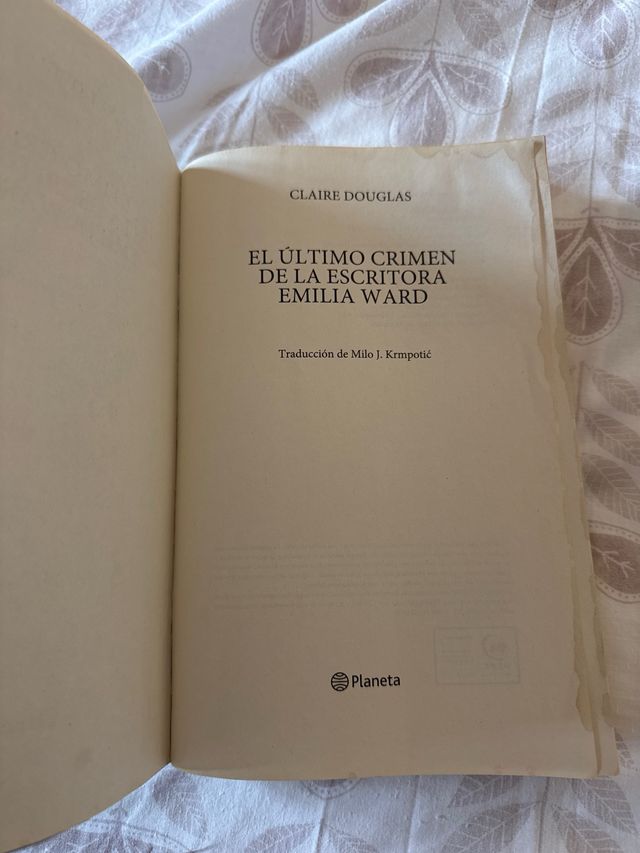 CLAIRE DOUGLAS
EL ÚLTIMO CRIMEN
DE LA ESCRITORA
EMILIA WARD
Traducción de Milo J. Krmpotić
Planeta